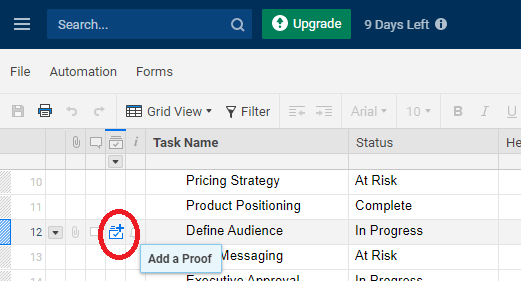 Search...
Upgrade
9 Days Left
File Automation Forms
Grid View Filter Arial 10 B I U
Task Name Status He
10 Pricing Strategy At Risk
11 Product Positioning Complete
12 Define Audience In Progress
Add a Proof
Messaging At Risk
14 Executive Approval In Progress